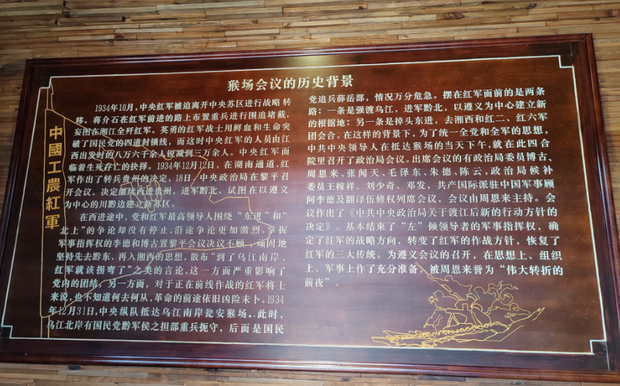 猴场会议的历史背景
中國工農紅軍
1934年10月，中央红军被迫离开中央苏区进行战略转
移，蒋介石在红军前进的路上布置重兵进行围追堵截，
妄图在湘江全歼红军。英勇的红军战士用鲜血和生命突
破了国民党的四道封锁线，而这时中央红军的人员由江
西出发时的八万六千余人锐减到三万余人。中央红军面
临着生死存亡的抉择。1934年12月12日，在湖南通道，红
军作出了转兵贵州的决定，18日，中央政治局在黎平召
开会议，决定继续西进贵州，进军黔北，试图在以遵义
为中心的川黔边建立新苏区。
在西进途中，党和红军最高领导人围绕“东进”和“
北上”的争论却没有停止，沿途争论更加激烈，掌握
军事指挥权的李德和博古置黎平会议决议不顾，顽固地
坚持先去黔东、再入湘西的思想，散布“到了乌江南岸，
红军就该拐弯了”之类的言论，这一方面严重影响了
党内的团结，另一方面，对于正在前线作战的红军将士
来说，也不知何去何从，革命的前途依旧凶险未卜。1934
年12月31日，中央纵队抵达乌江南岸瓮安猴场。此时，
乌江北岸有国民党黔军侯之担部重兵扼守，后面是国民
党追兵薛岳部，情况万分危急。摆在红军面前的是两条
路：一条是强渡乌江，进军黔北，以遵义为中心建立新
的根据地；另一条是掉头东进，去湘西和红二、红六军
团会合，在这样的背景下，为了统一全党和全军的思想，
中共中央领导人在抵达猴场的当天下午，就在此四合
院里召开了政治局会议。出席会议的有政治局委员博古、
周恩来、张闻天、毛泽东、朱德、陈云，政治局候补
委员王稼祥、刘少奇、邓发，共产国际派驻中国军事顾
问李德及翻译伍修权列席会议，会议由周恩来主持。会
议作出了《中共中央政治局关于渡江后新的行动方针的
决定》，基本结束了“左”倾领导者的军事指挥权，确
定了红军的战略方向，转变了红军的作战方针，恢复了
红军的三大传统，为遵义会议的召开，在思想上、组织
上、军事上作了充分准备，被周恩来誉为“伟大转折的
前夜”。